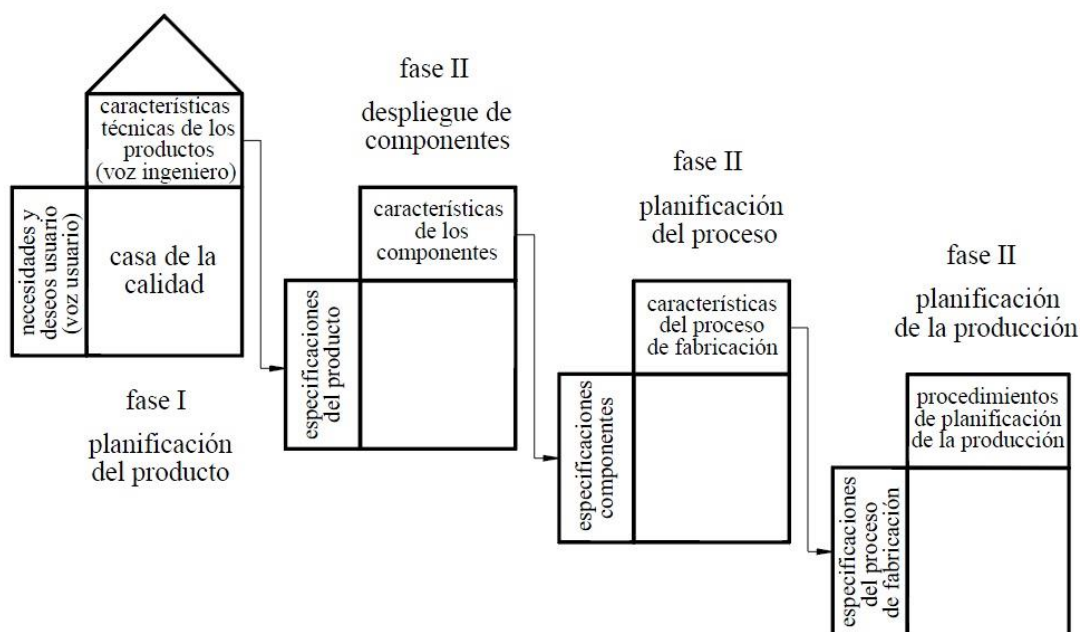 características
técnicas de los
productos
(voz ingeniero)
necesidades y
deseos usuario
(voz usuario)
casa de la
calidad
fase I
planificación
del producto
fase II
despliegue de
componentes
características
de los
componentes
especificaciones
del producto
fase II
planificación
del proceso
características
del proceso
de fabricación
especificaciones
componentes
fase II
planificación
de la producción
procedimientos
de planificación
de la producción
especificaciones
del proceso
de fabricación